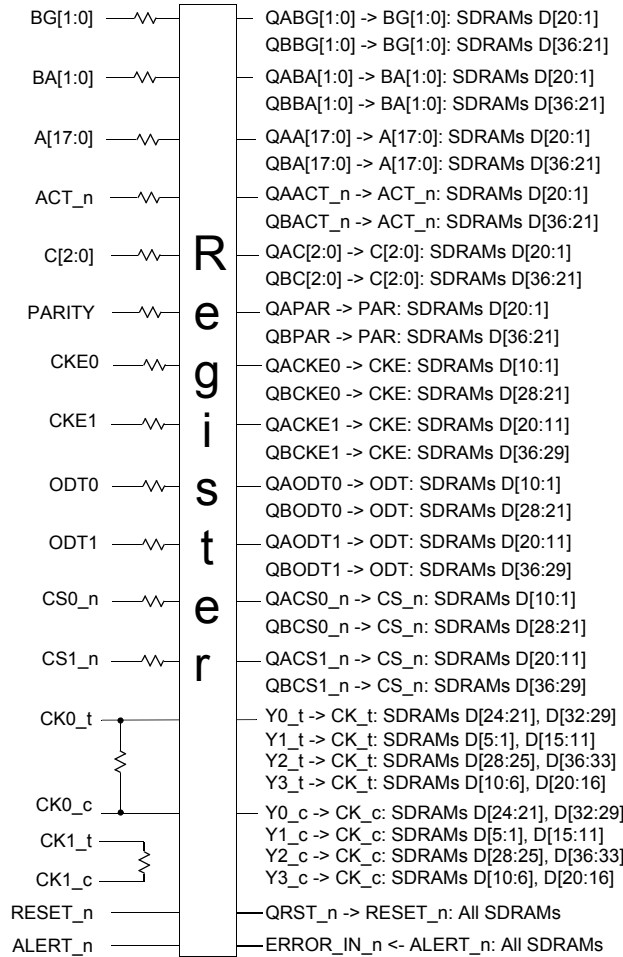 BG[1:0]
QABG[1:0] -> BG[1:0]: SDRAMs D[20:1]
QBBG[1:0] -> BG[1:0]: SDRAMs D[36:21]
BA[1:0]
QABA[1:0] -> BA[1:0]: SDRAMs D[20:1]
QBBA[1:0] -> BA[1:0]: SDRAMs D[36:21]
A[17:0]
QAA[17:0] -> A[17:0]: SDRAMs D[20:1]
QBA[17:0] -> A[17:0]: SDRAMs D[36:21]
ACT_n
QAACT_n -> ACT_n: SDRAMs D[20:1]
QBACT_n -> ACT_n: SDRAMs D[36:21]
C[2:0]
QAC[2:0] -> C[2:0]: SDRAMs D[20:1]
QBC[2:0] -> C[2:0]: SDRAMs D[36:21]
PARITY
QAPAR -> PAR: SDRAMs D[20:1]
QBPAR -> PAR: SDRAMs D[36:21]
CKE0
QACKE0 -> CKE: SDRAMs D[10:1]
QBCKE0 -> CKE: SDRAMs D[28:21]
CKE1
QACKE1 -> CKE: SDRAMs D[20:11]
QBCKE1 -> CKE: SDRAMs D[36:29]
ODT0
QAODT0 -> ODT: SDRAMs D[10:1]
QBODT0 -> ODT: SDRAMs D[28:21]
ODT1
QAODT1 -> ODT: SDRAMs D[20:11]
QBODT1 -> ODT: SDRAMs D[36:29]
CS0_n
QACS0_n -> CS_n: SDRAMs D[10:1]
QBCS0_n -> CS_n: SDRAMs D[28:21]
CS1_n
QACS1_n -> CS_n: SDRAMs D[20:11]
QBCS1_n -> CS_n: SDRAMs D[36:29]
Register
CK0_t
Y0_t -> CK_t: SDRAMs D[24:21], D[32:29]
Y1_t -> CK_t: SDRAMs D[5:1], D[15:11]
Y2_t -> CK_t: SDRAMs D[28:25], D[36:33]
Y3_t -> CK_t: SDRAMs D[10:6], D[20:16]
CK0_c
Y0_c -> CK_c: SDRAMs D[24:21], D[32:29]
Y1_c -> CK_c: SDRAMs D[5:1], D[15:11]
Y2_c -> CK_c: SDRAMs D[28:25], D[36:33]
Y3_c -> CK_c: SDRAMs D[10:6], D[20:16]
CK1_t
CK1_c
RESET_n
QRST_n -> RESET_n: All SDRAMs
ALERT_n
ERROR_IN_n <- ALERT_n: All SDRAMs